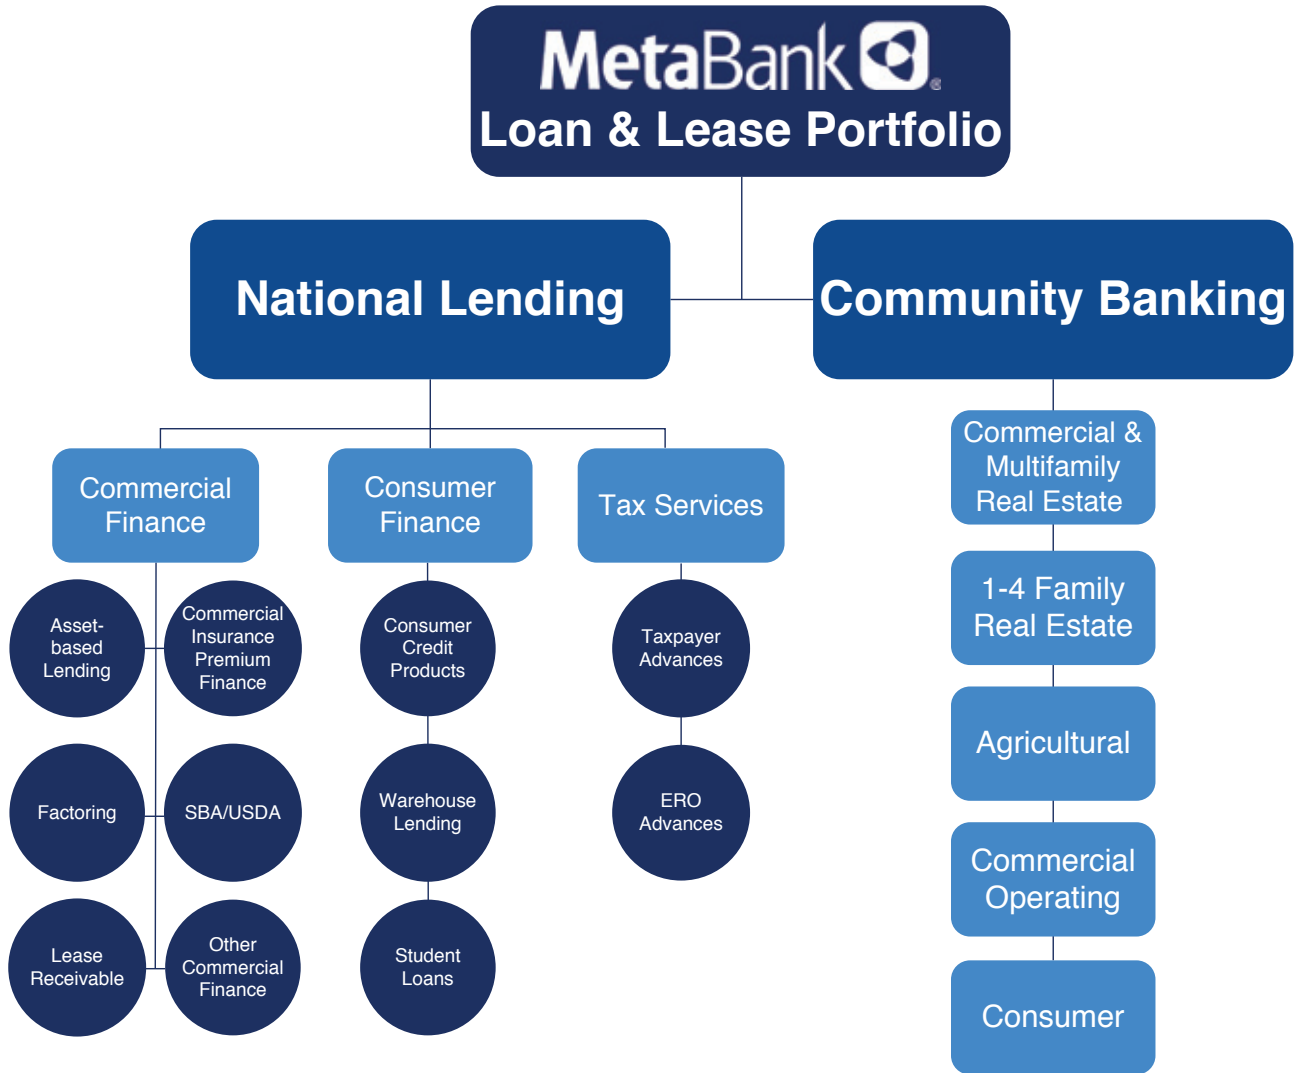 MetaBank®
Loan & Lease Portfolio
National Lending
Community Banking
Commercial
Finance
Consumer
Finance
Tax Services
Asset-
based
Lending
Commercial
Insurance
Premium
Finance
Factoring
SBA/USDA
Lease
Receivable
Other
Commercial
Finance
Consumer
Credit
Products
Warehouse
Lending
Student
Loans
Taxpayer
Advances
ERO
Advances
Commercial &
Multifamily
Real Estate
1-4 Family
Real Estate
Agricultural
Commercial
Operating
Consumer